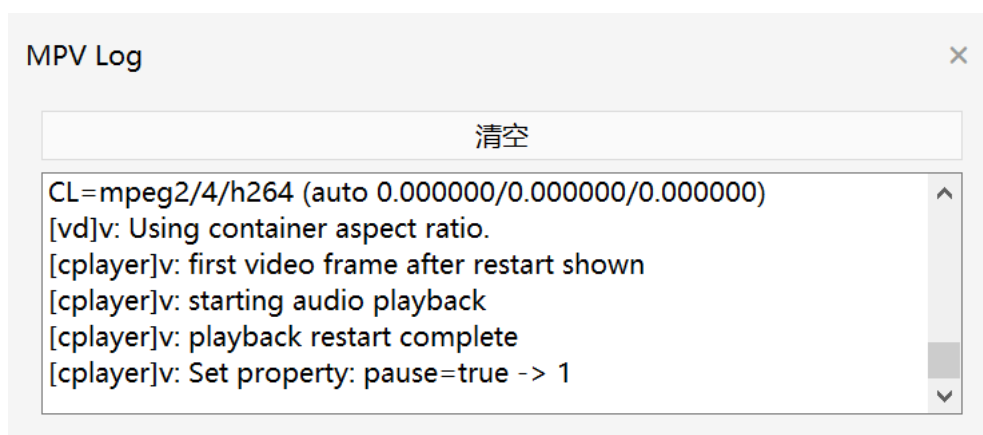 MPV Log
清空
CL=mpeg2/4/h264 (auto 0.000000/0.000000/0.000000)
[vd]v: Using container aspect ratio.
[cplayer]v: first video frame after restart shown
[cplayer]v: starting audio playback
[cplayer]v: playback restart complete
[cplayer]v: Set property: pause=true -> 1